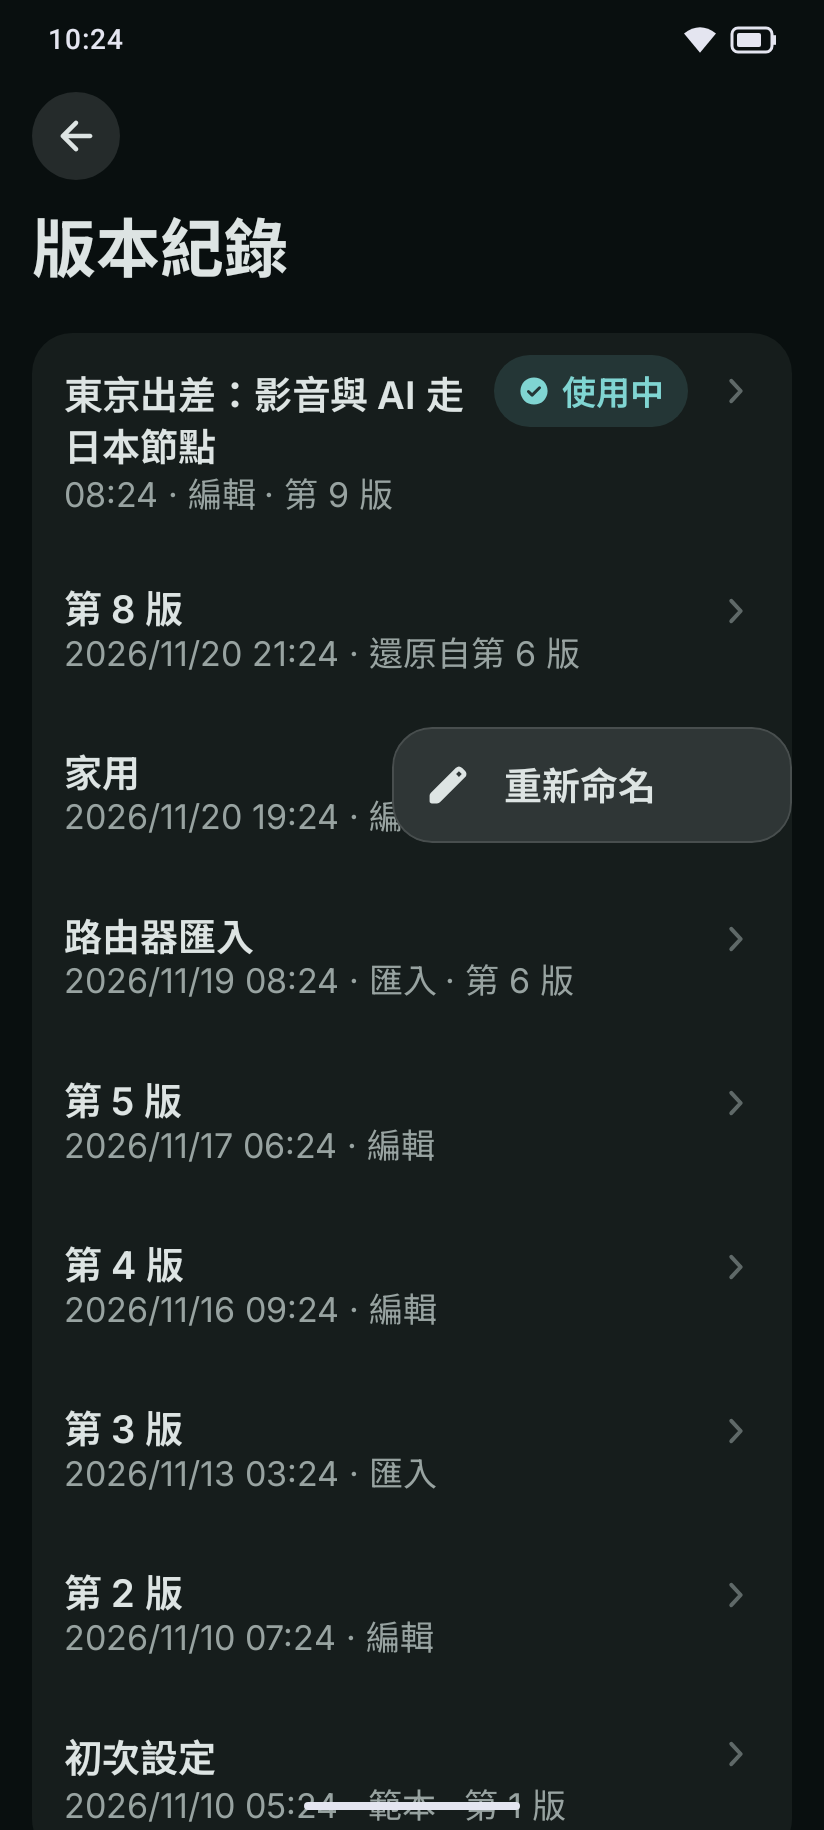 10:24
版本紀錄
東京出差：影音與 AI 走
日本節點
使用中
08:24 · 編輯 · 第 9 版
第 8 版
2026/11/20 21:24 · 還原自第 6 版
家用
2026/11/20 19:24 · 編
重新命名
路由器匯入
2026/11/19 08:24 · 匯入 · 第 6 版
第 5 版
2026/11/17 06:24 · 編輯
第 4 版
2026/11/16 09:24 · 編輯
第 3 版
2026/11/13 03:24 · 匯入
第 2 版
2026/11/10 07:24 · 編輯
初次設定
2026/11/10 05:24 · 範本 · 第 1 版